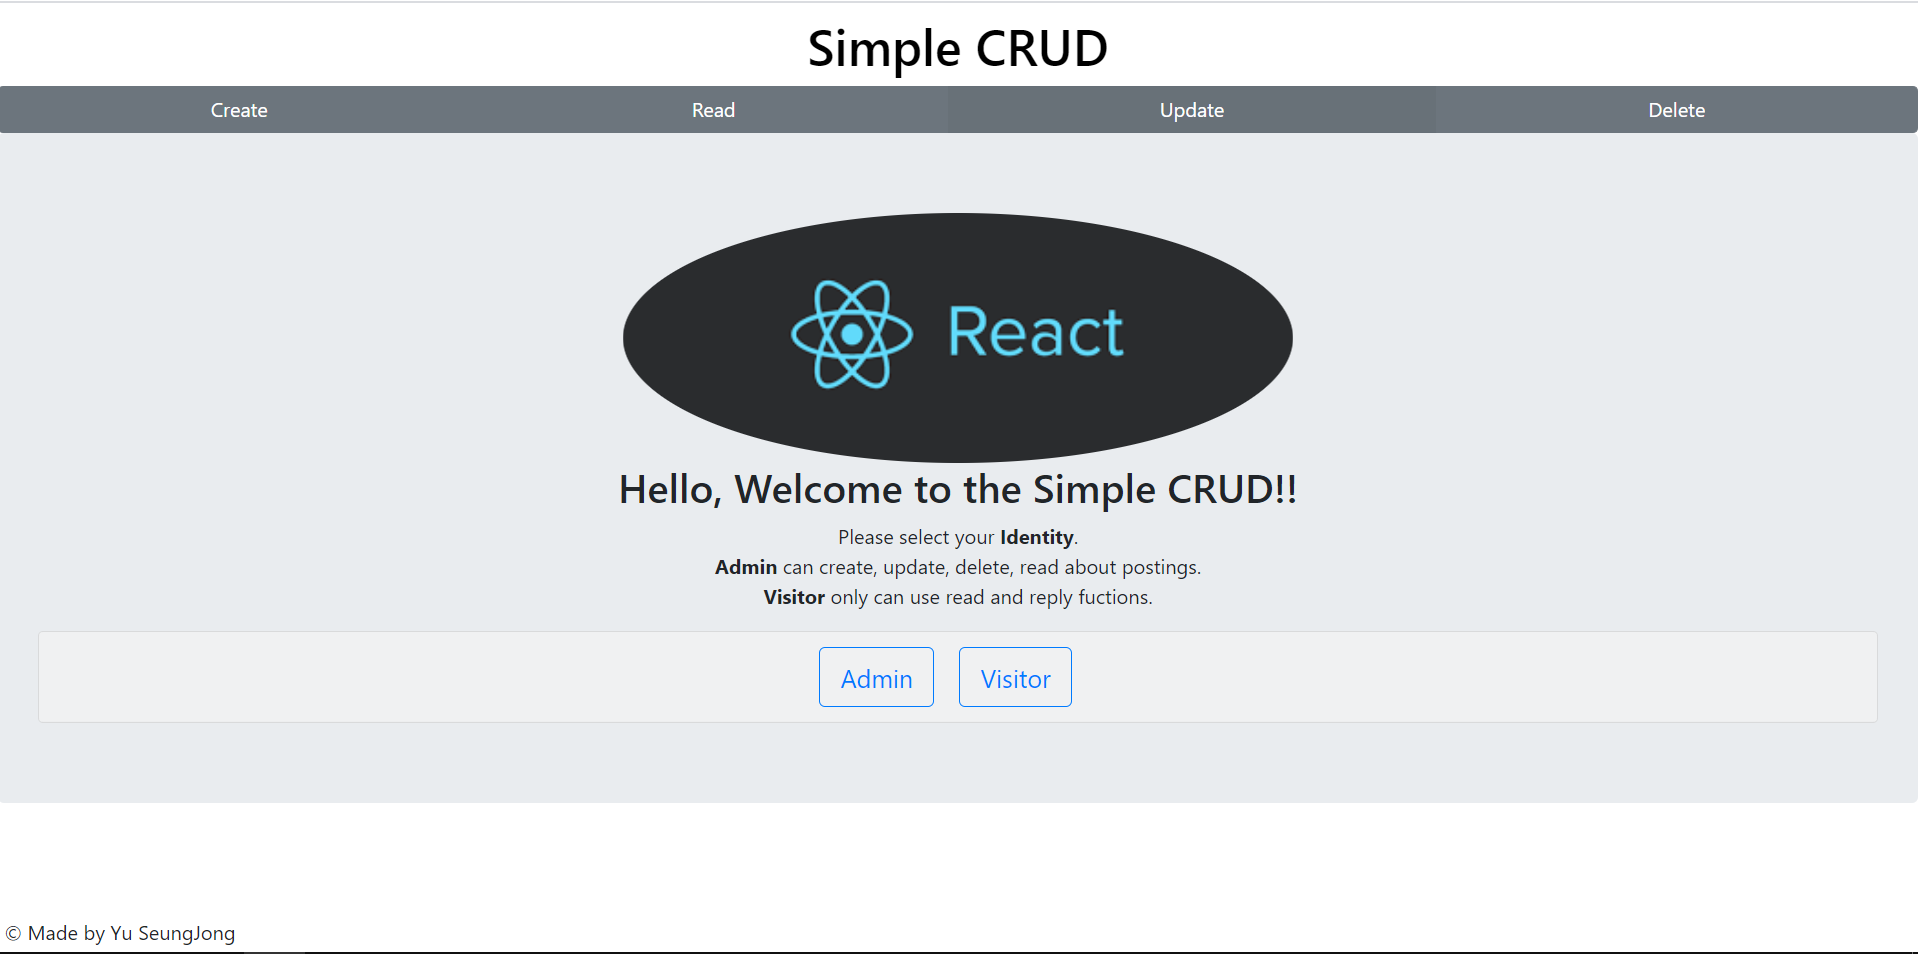 Simple CRUD
Create Read Update Delete
React
Hello, Welcome to the Simple CRUD!!
Please select your Identity.
Admin can create, update, delete, read about postings.
Visitor only can use read and reply fuctions.
Admin Visitor
© Made by Yu SeungJong